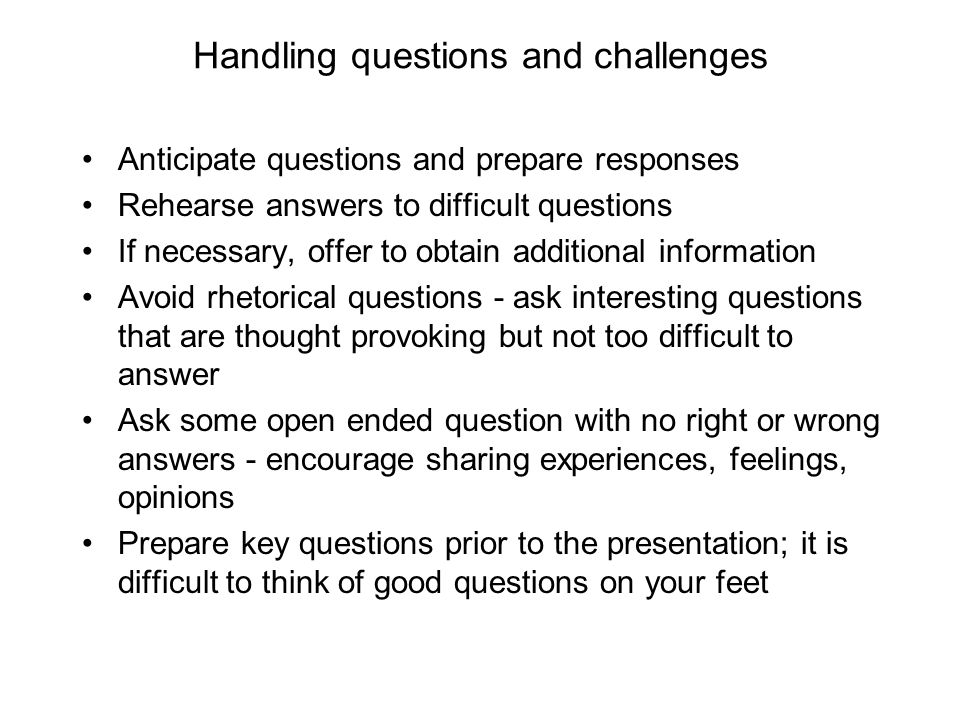 Handling questions and challenges
• Anticipate questions and prepare responses
• Rehearse answers to difficult questions
• If necessary, offer to obtain additional information
• Avoid rhetorical questions - ask interesting questions
that are thought provoking but not too difficult to
answer
• Ask some open ended question with no right or wrong
answers - encourage sharing experiences, feelings,
opinions
• Prepare key questions prior to the presentation; it is
difficult to think of good questions on your feet